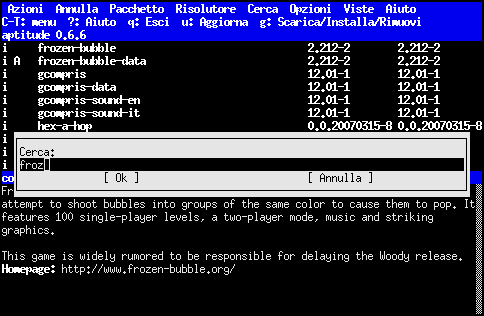 Azioni Annulla Pacchetto Risolutore Cerca Opzioni Viste Aiuto
C-T: menu ?: Aiuto q: Esci u: Aggiorna g: Scarica/Installa/Rimuovi
aptitude 0.6.6
i frozen-bubble 2.212-2 2.212-2
i A frozen-bubble-data 2.212-2 2.212-2
i gcompris 12.01-1 12.01-1
i gcompris-data 12.01-1 12.01-1
i gcompris-sound-en 12.01-1 12.01-1
i gcompris-sound-it 12.01-1 12.01-1
i hex-a-hop 0.0.20070315-8 0.0.20070315-8
i
i Cerca:
i froz
co [ Ok ] [ Annulla ]
Fr
attempt to shoot bubbles into groups of the same color to cause them to pop. It
features 100 single-player levels, a two-player mode, music and striking
graphics.
This game is widely rumored to be responsible for delaying the Woody release.
Homepage: http://www.frozen-bubble.org/